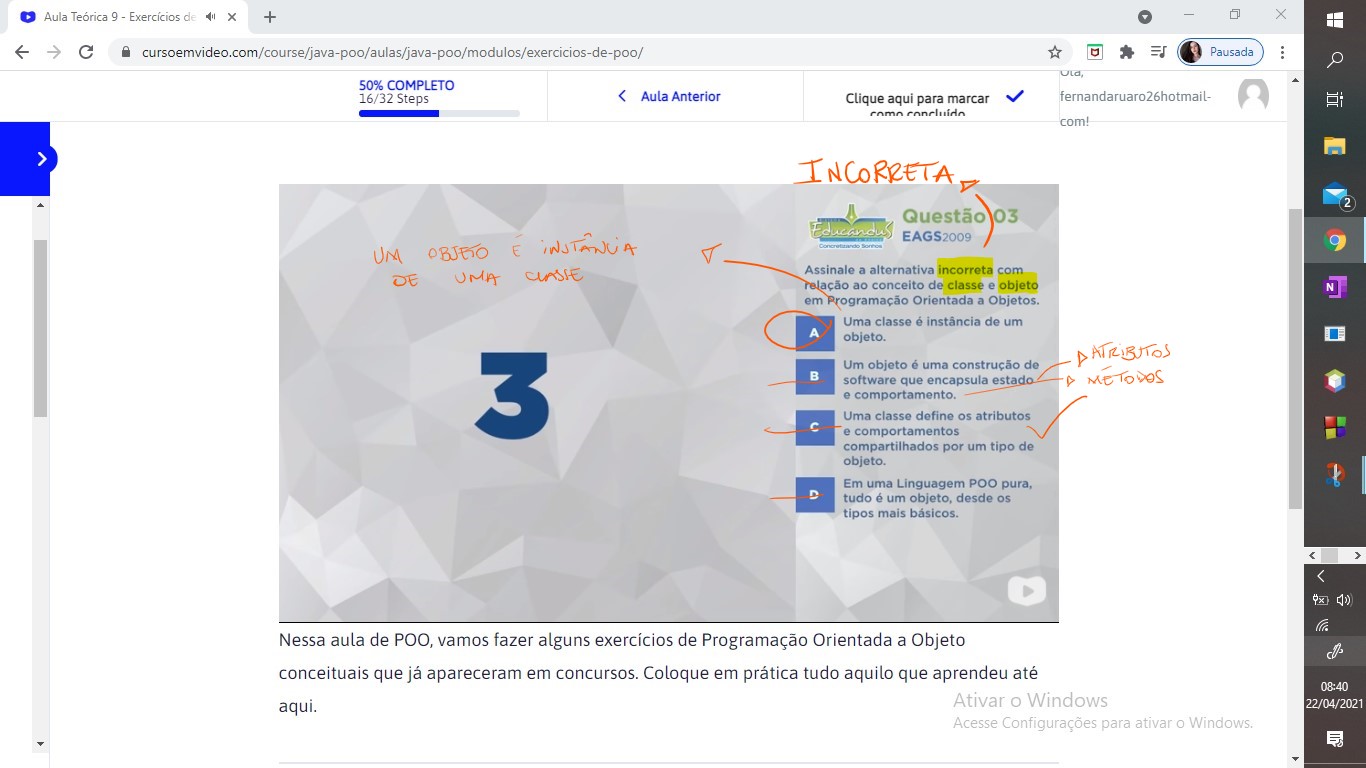 Aula Teórica 9 - Exercícios de
cursoemvideo.com/course/java-poo/aulas/java-poo/modulos/exercicios-de-poo/
Pausada
50% COMPLETO
16/32 Steps
Aula Anterior
Clique aqui para marcar
como concluído
Olá,
fernandaruaro26hotmail-
com!
INCORRETA
Educandus
Concretizando Sonhos
Questão 03
EAGS2009
UM OBJETO É INSTÂNCIA
DE UMA CLASSE
Assinale a alternativa incorreta com
relação ao conceito de classe e objeto
em Programação Orientada a Objetos.
A Uma classe é instância de um
objeto.
B Um objeto é uma construção de
software que encapsula estado
e comportamento.
ATRIBUTOS
MÉTODOS
C Uma classe define os atributos
e comportamentos
compartilhados por um tipo de
objeto.
D Em uma Linguagem POO pura,
tudo é um objeto, desde os
tipos mais básicos.
3
Nessa aula de POO, vamos fazer alguns exercícios de Programação Orientada a Objeto
conceituais que já apareceram em concursos. Coloque em prática tudo aquilo que aprendeu até
aqui.
Ativar o Windows
Acesse Configurações para ativar o Windows.
2
N
08:40
22/04/2021